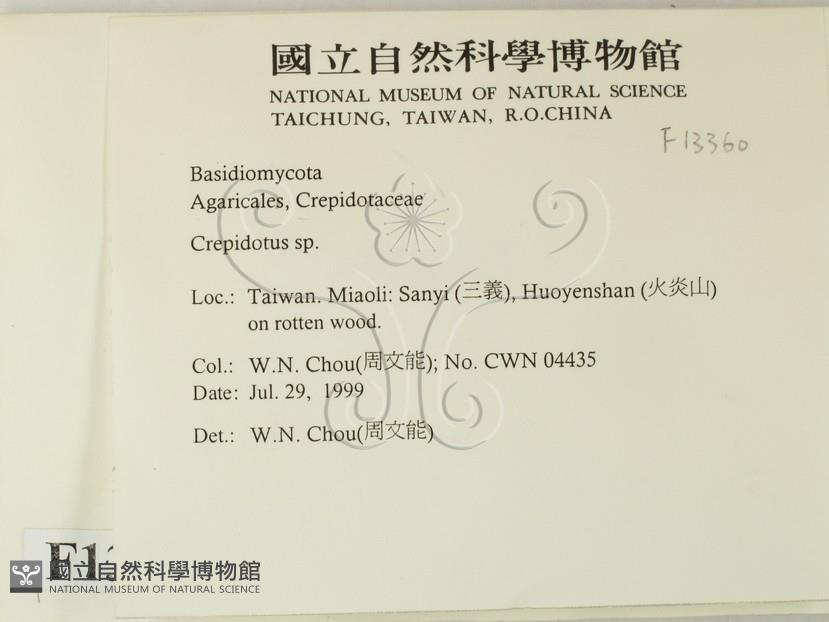 國立自然科學博物館
NATIONAL MUSEUM OF NATURAL SCIENCE
TAICHUNG, TAIWAN, R.O.CHINA
F13360
Basidiomycota
Agaricales, Crepidotaceae
Crepidotus sp.
Loc.: Taiwan. Miaoli: Sanyi (三義), Huoyenshan (火炎山)
on rotten wood.
Col.: W.N. Chou(周文能); No. CWN 04435
Date: Jul. 29, 1999
Det.: W.N. Chou(周文能)
F13
國立自然科學博物館
NATIONAL MUSEUM OF NATURAL SCIENCE